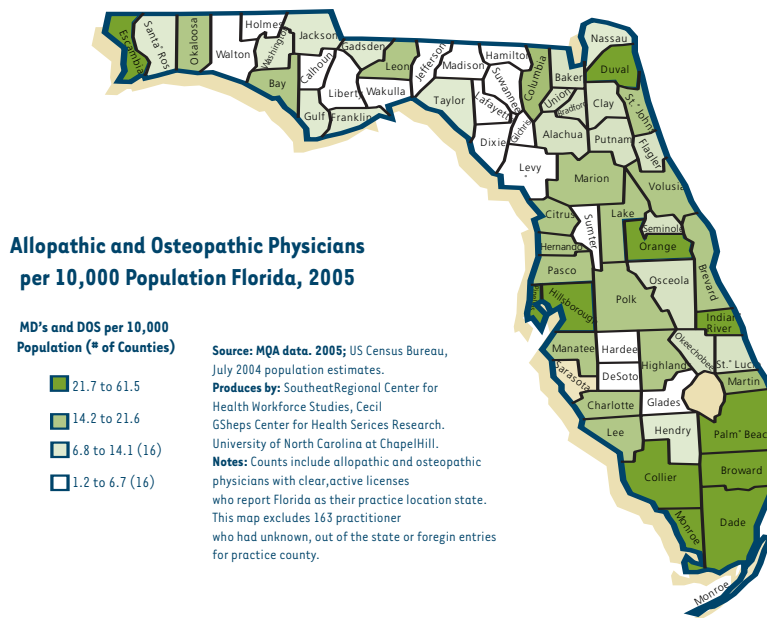 Escambia
Santa* Ros
Okaloosa
Walton
Holmes
Washington
Bay
Jackson
Calhoun
Gulf
Gadsden
Liberty
Franklin
Leon
Wakulla
Jefferson
Madison
Taylor
Hamilton
Suwannee
Lafayett
Dixie
Columbia
Gilchris
Levy
Baker
Union
Bradford
Alachua
Nassau
Duval
Clay
St.* John
Putnam
Flagler
Marion
Volusia
Citrus
Sumter
Lake
Seminole
Orange
Hernando
Pasco
Hillsborough
Polk
Osceola
Brevard
Indian
River
Manatee
Hardee
Highland
Okeechobee
St.* Luci
Sarasota
DeSoto
Martin
Charlotte
Glades
Lee
Hendry
Palm* Beac
Collier
Broward
Monroe
Dade
Monroe
Allopathic and Osteopathic Physicians
per 10,000 Population Florida, 2005
MD's and DOS per 10,000
Population (# of Counties)
21.7 to 61.5
14.2 to 21.6
6.8 to 14.1 (16)
1.2 to 6.7 (16)
Source: MQA data. 2005; US Census Bureau,
July 2004 population estimates.
Produces by: SoutheatRegional Center for
Health Workforce Studies, Cecil
GSheps Center for Health Serices Research.
University of North Carolina at ChapelHill.
Notes: Counts include allopathic and osteopathic
physicians with clear,active licenses
who report Florida as their practice location state.
This map excludes 163 practitioner
who had unknown, out of the state or foregin entries
for practice county.